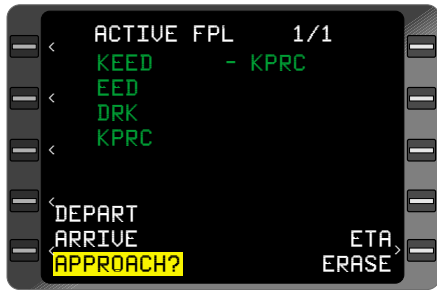 ACTIVE FPL 1/1
< KEED - KPRC
< EED
DRK
< KPRC
< DEPART
ARRIVE ETA
< APPROACH? ERASE >